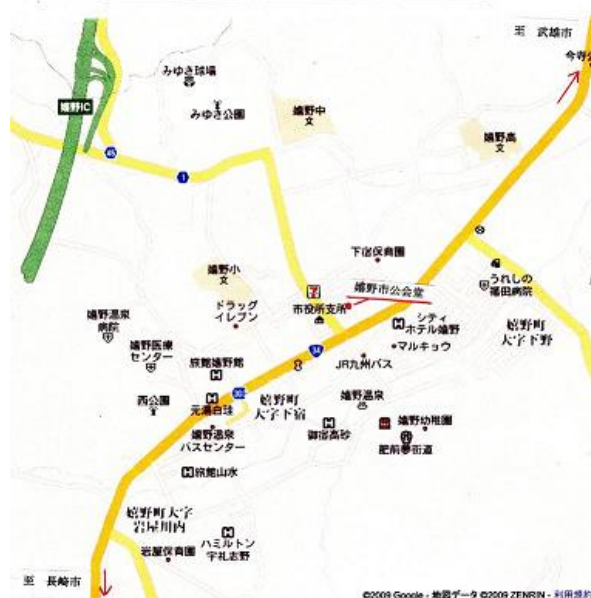 至 武雄市
今寺
みゆき球場
嬉野IC
みゆき公園
嬉野中
文
嬉野高
文
45
1
下宿保育園
嬉野小
文
嬉野市公会堂
うれしの
福田病院
ドラッグ
イレブン
市役所支所
嬉野温泉
病院
シティ
ホテル嬉野
嬉野町
大字下野
嬉野医療
センター
マルキョウ
34
旅館嬉野館
JR九州バス
303
西公園
元湯白珪
嬉野町
大字下宿
嬉野温泉
嬉野温泉
バスセンター
御宿高砂
嬉野幼稚園
肥前夢街道
旅館山水
嬉野町大字
岩屋川内
ハミルトン
宇礼志野
岩屋保育園
至 長崎市
©2009 Google - 地図データ ©2009 ZENRIN - 利用規約